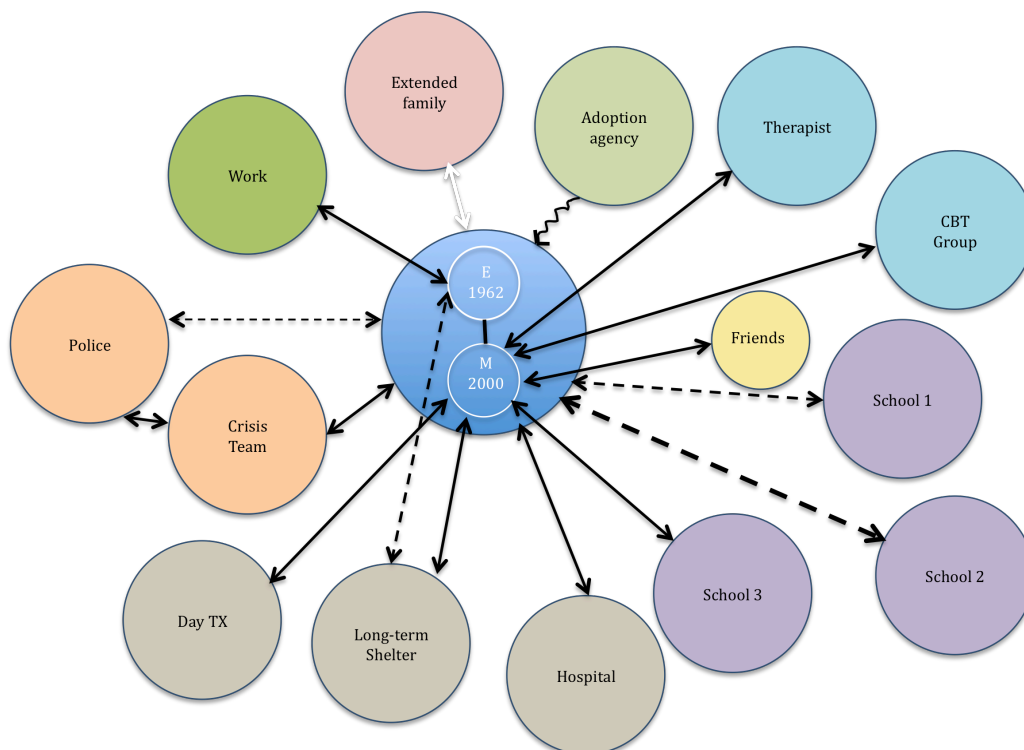 Extended
family
Adoption
agency
Therapist
Work
CBT
Group
E
1962
Friends
Police
M
2000
School 1
Crisis
Team
School 2
School 3
Day TX
Long-term
Shelter
Hospital